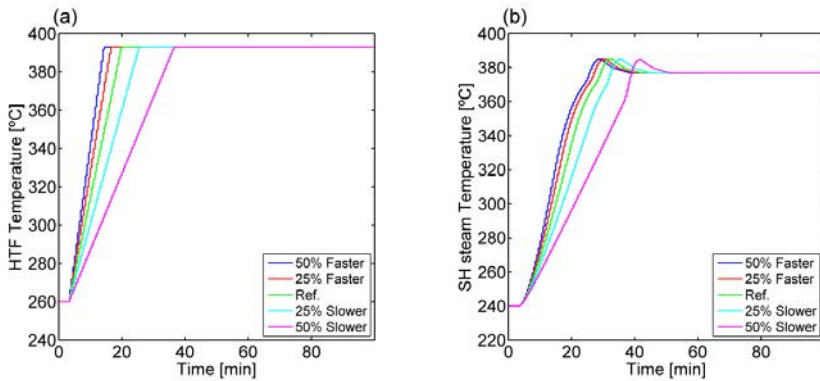 (a)
400
380
360
340
320
300
280
260
240
HTF Temperature [ºC]
0 20 40 60 80
Time [min]
50% Faster
25% Faster
Ref.
25% Slower
50% Slower
(b)
400
380
360
340
320
300
280
260
240
220
SH steam Temperature [ºC]
0 20 40 60 80
Time [min]
50% Faster
25% Faster
Ref.
25% Slower
50% Slower